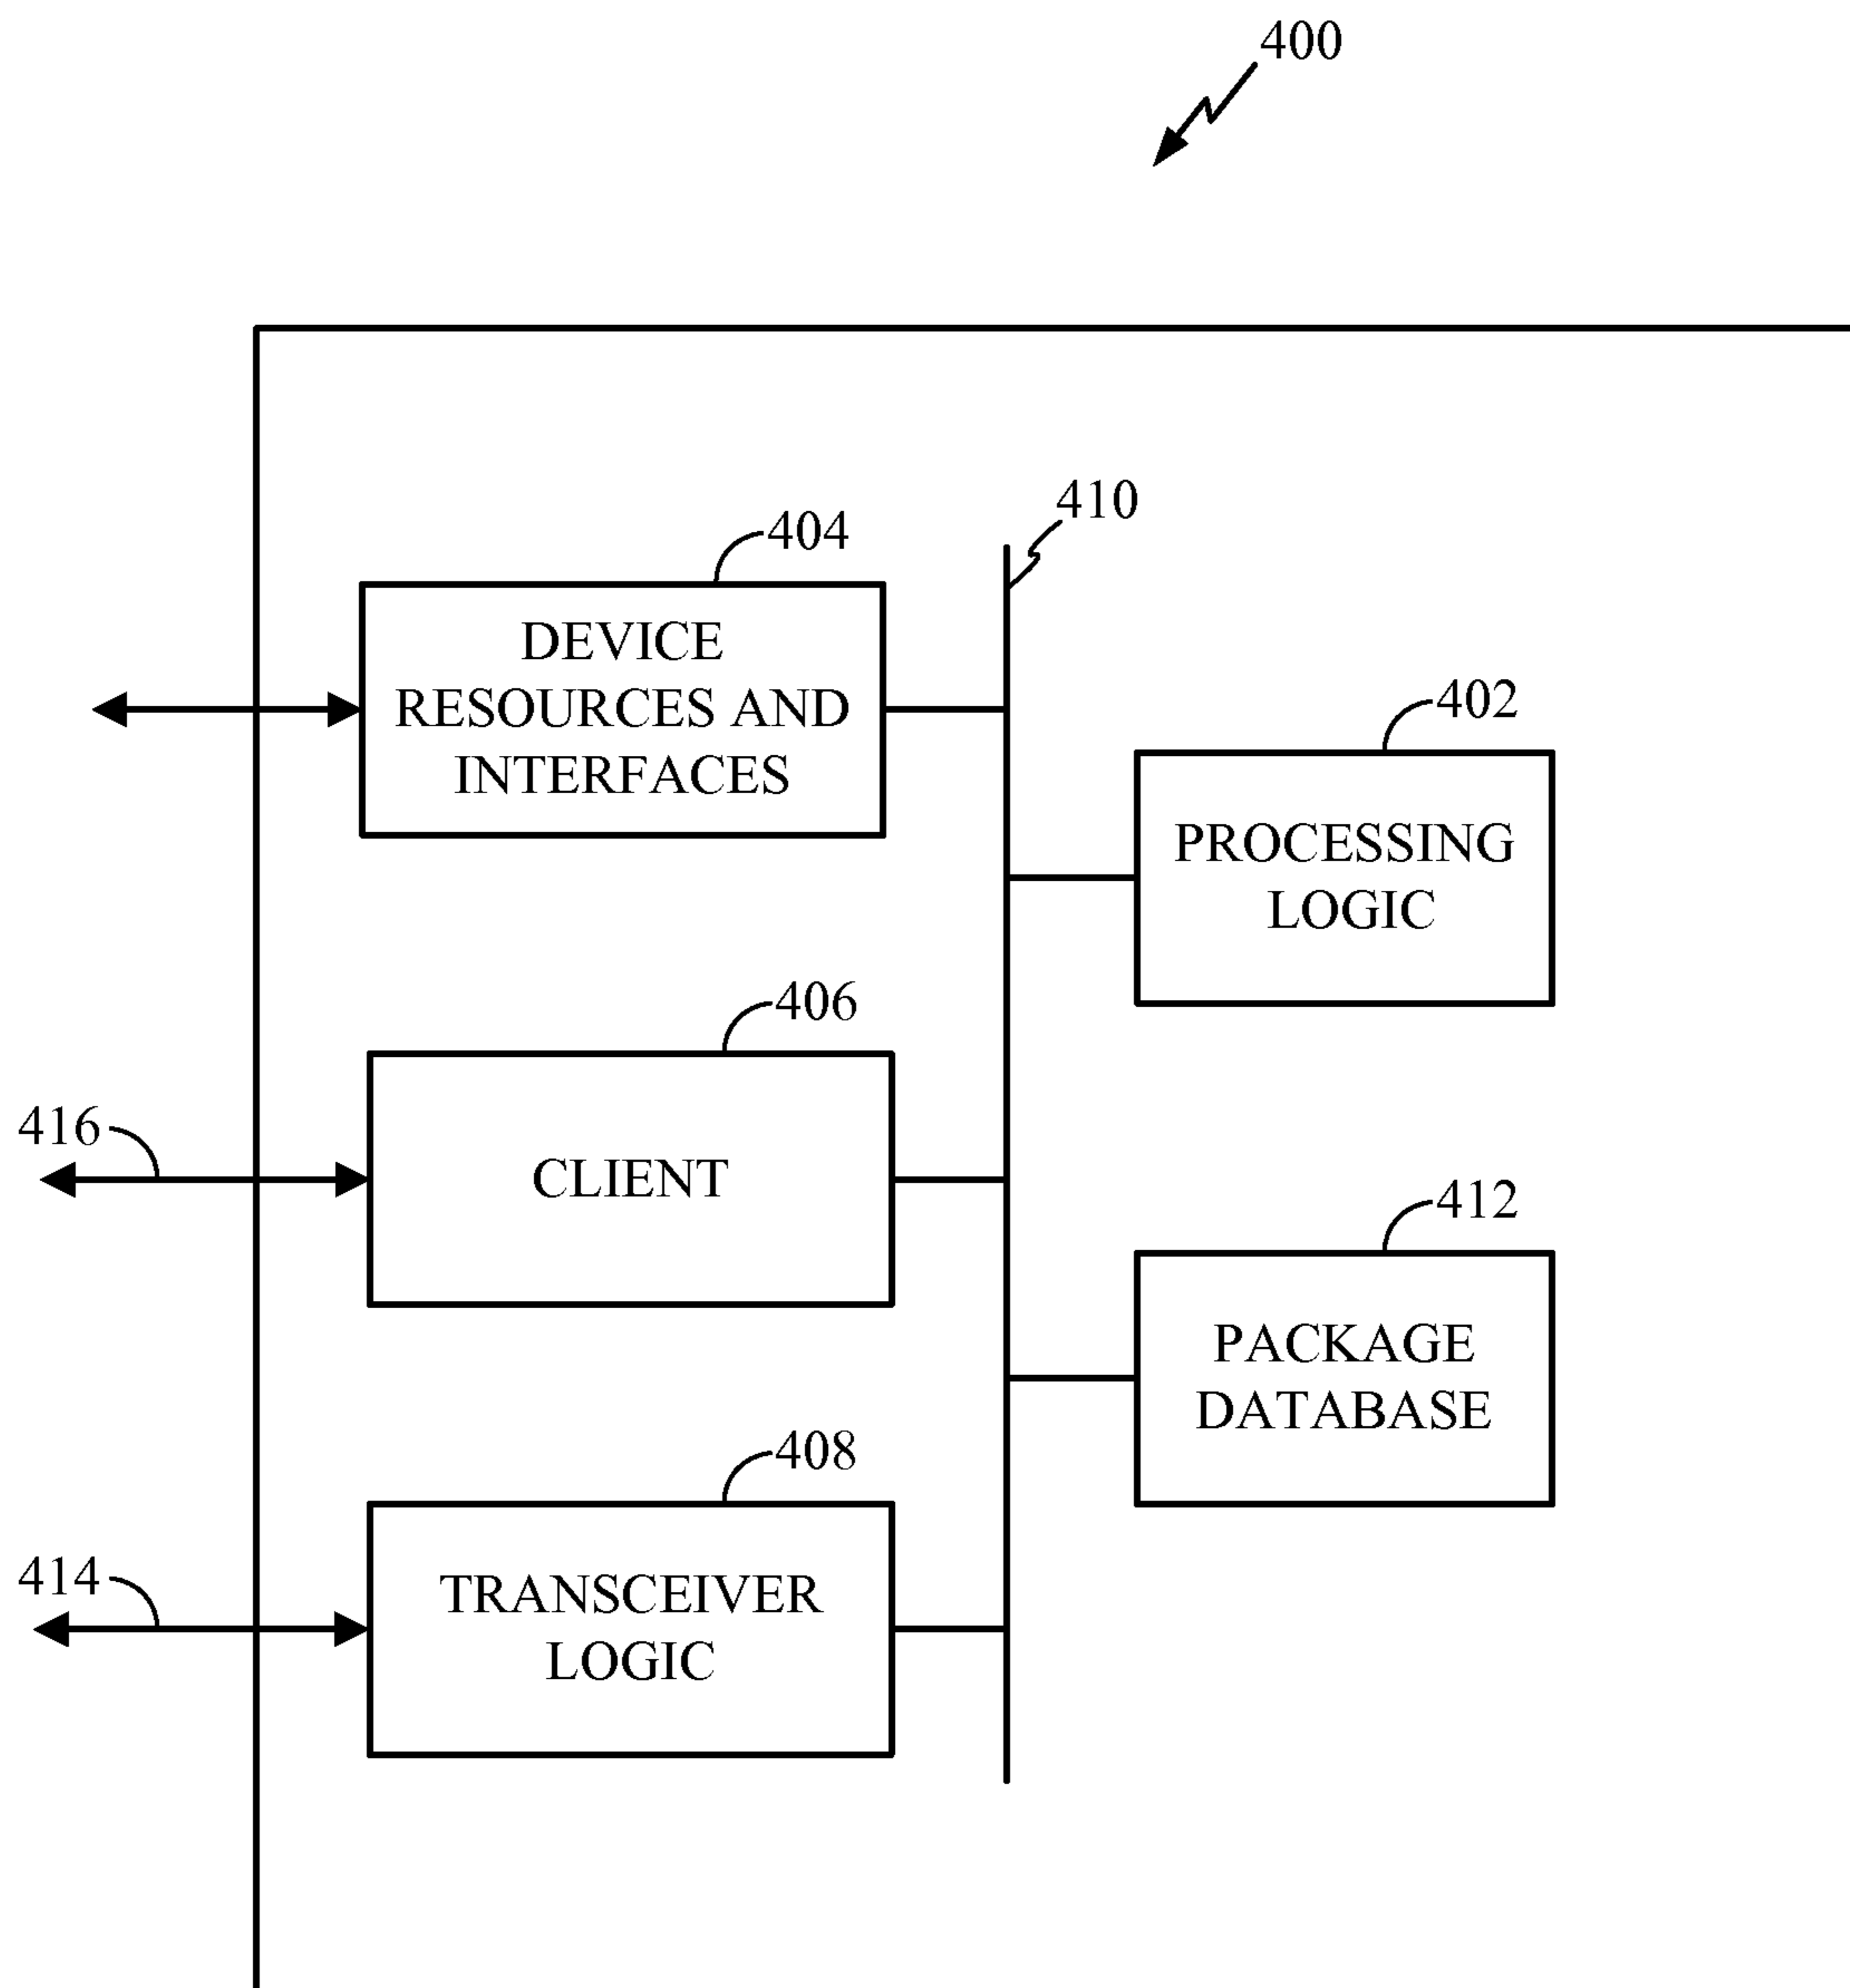 400
410
404
DEVICE
RESOURCES AND
INTERFACES
402
PROCESSING
LOGIC
406
416
CLIENT
412
PACKAGE
DATABASE
408
414
TRANSCEIVER
LOGIC